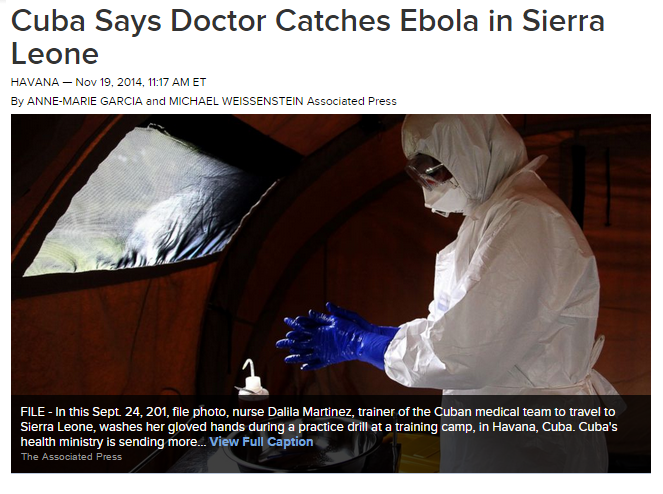 Cuba Says Doctor Catches Ebola in Sierra
Leone
HAVANA — Nov 19, 2014, 11:17 AM ET
By ANNE-MARIE GARCIA and MICHAEL WEISSENSTEIN Associated Press
FILE - In this Sept. 24, 201, file photo, nurse Dalila Martinez, trainer of the Cuban medical team to travel to
Sierra Leone, washes her gloved hands during a practice drill at a training camp, in Havana, Cuba. Cuba's
health ministry is sending more... View Full Caption
The Associated Press